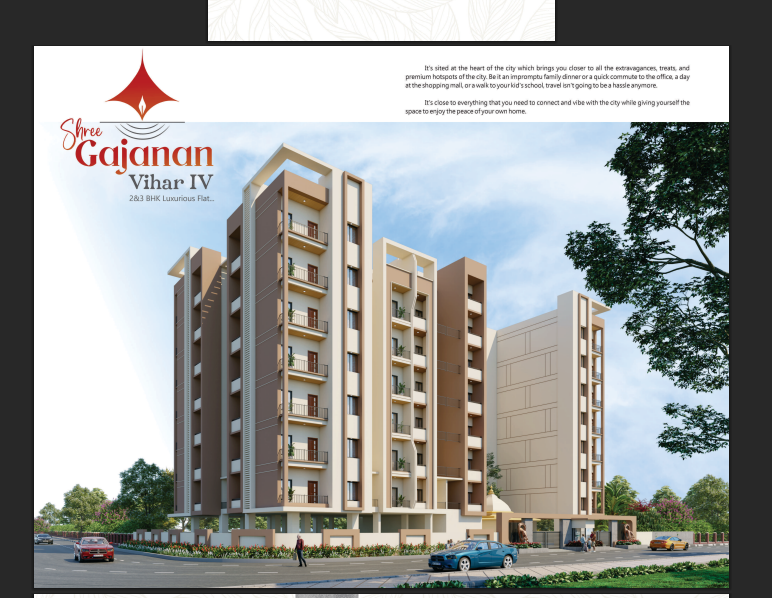 It's sited at the heart of the city which brings you closer to all the extravagances, treats, and
premium hotspots of the city. Be it an impromptu family dinner or a quick commute to the office, a day
at the shopping mall, or a walk to your kid's school, travel isn't going to be a hassle anymore.
It's close to everything that you need to connect and vibe with the city while giving yourself the
space to enjoy the peace of your own home.
Shree
Gajanan
Vihar IV
2&3 BHK Luxurious Flat...